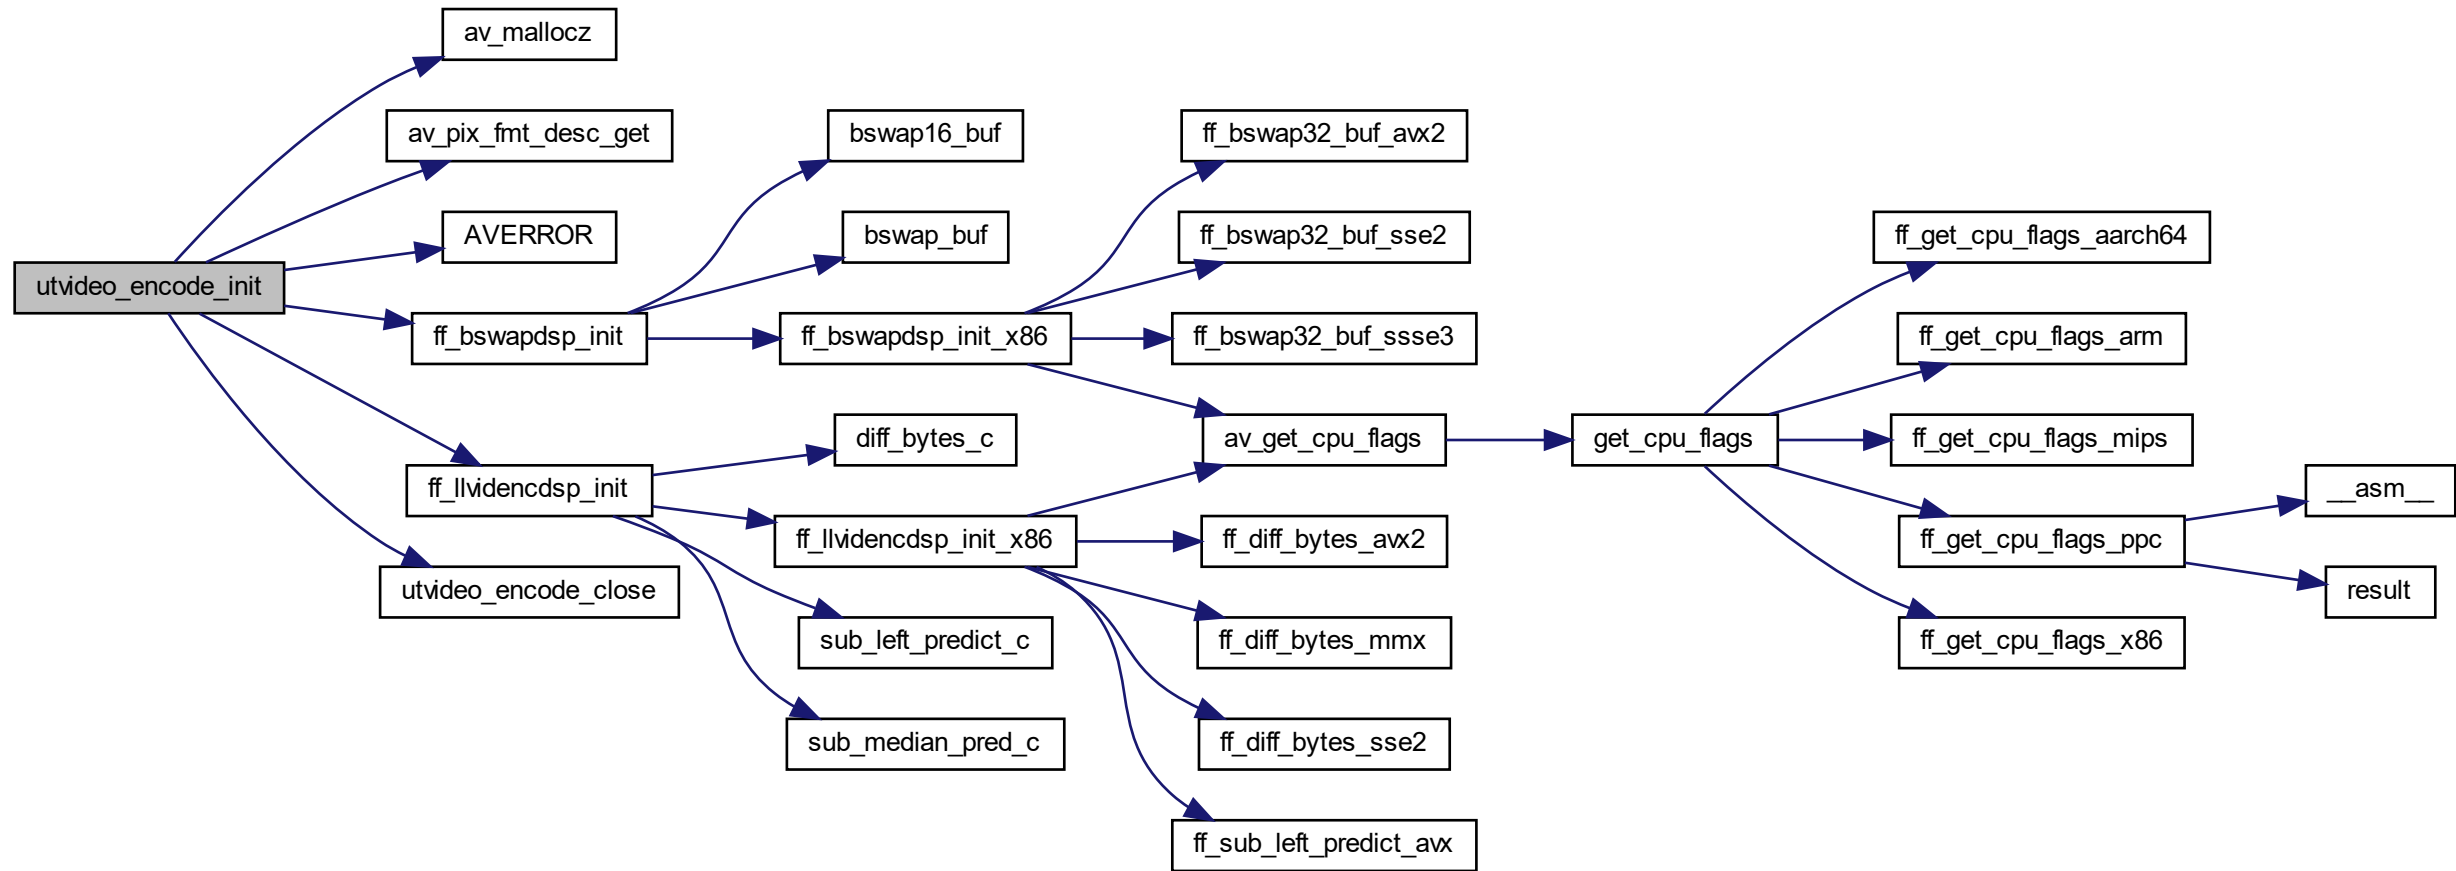 utvideo_encode_init
av_mallocz
av_pix_fmt_desc_get
AVERROR
ff_bswapdsp_init
ff_llvidencdsp_init
utvideo_encode_close
bswap16_buf
bswap_buf
ff_bswapdsp_init_x86
diff_bytes_c
ff_llvidencdsp_init_x86
sub_left_predict_c
sub_median_pred_c
ff_bswap32_buf_avx2
ff_bswap32_buf_sse2
ff_bswap32_buf_ssse3
av_get_cpu_flags
ff_diff_bytes_avx2
ff_diff_bytes_mmx
ff_diff_bytes_sse2
ff_sub_left_predict_avx
get_cpu_flags
ff_get_cpu_flags_aarch64
ff_get_cpu_flags_arm
ff_get_cpu_flags_mips
ff_get_cpu_flags_ppc
ff_get_cpu_flags_x86
__asm__
result